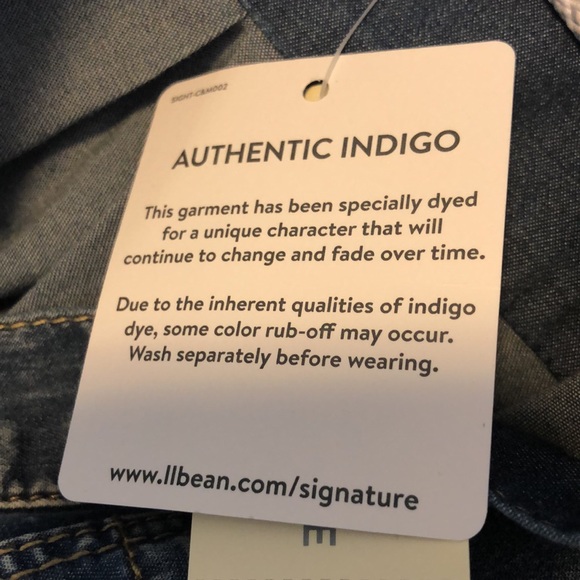 SIGHT-CBM002
AUTHENTIC INDIGO
This garment has been specially dyed
for a unique character that will
continue to change and fade over time.
Due to the inherent qualities of indigo
dye, some color rub-off may occur.
Wash separately before wearing.
www.llbean.com/signature
E